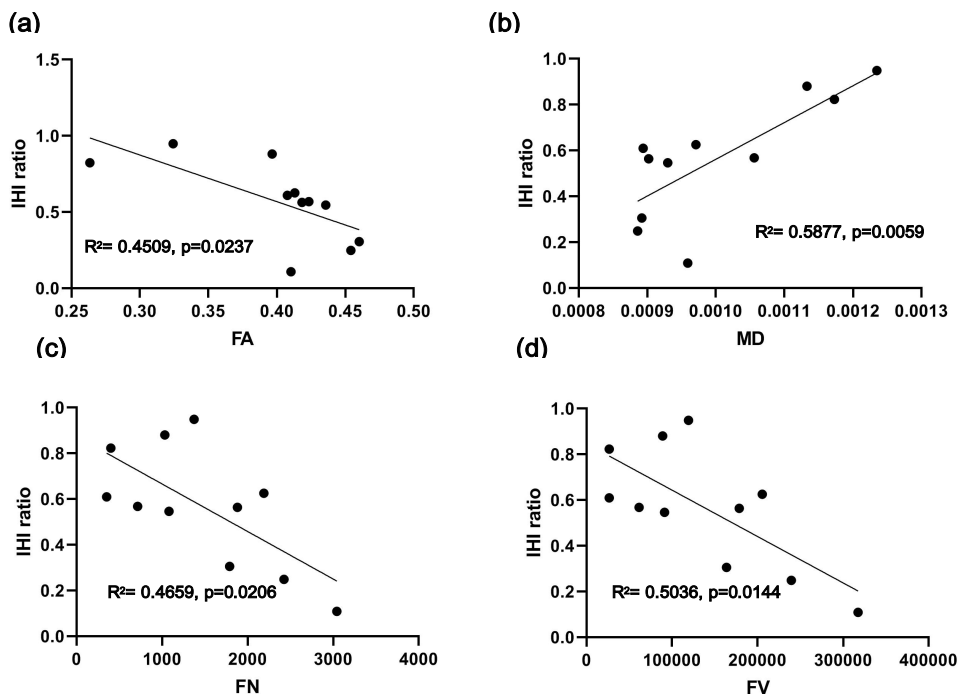 (a)
IHI ratio
1.5
1.0
0.5
0.0
R²= 0.4509, p=0.0237
0.25 0.30 0.35 0.40 0.45 0.50
FA
(b)
IHI ratio
1.0
0.8
0.6
0.4
0.2
0.0
R²= 0.5877, p=0.0059
0.0008 0.0009 0.0010 0.0011 0.0012 0.0013
MD
(c)
IHI ratio
1.0
0.8
0.6
0.4
0.2
0.0
R²= 0.4659, p=0.0206
0 1000 2000 3000 4000
FN
(d)
IHI ratio
1.0
0.8
0.6
0.4
0.2
0.0
R²= 0.5036, p=0.0144
0 100000 200000 300000 400000
FV